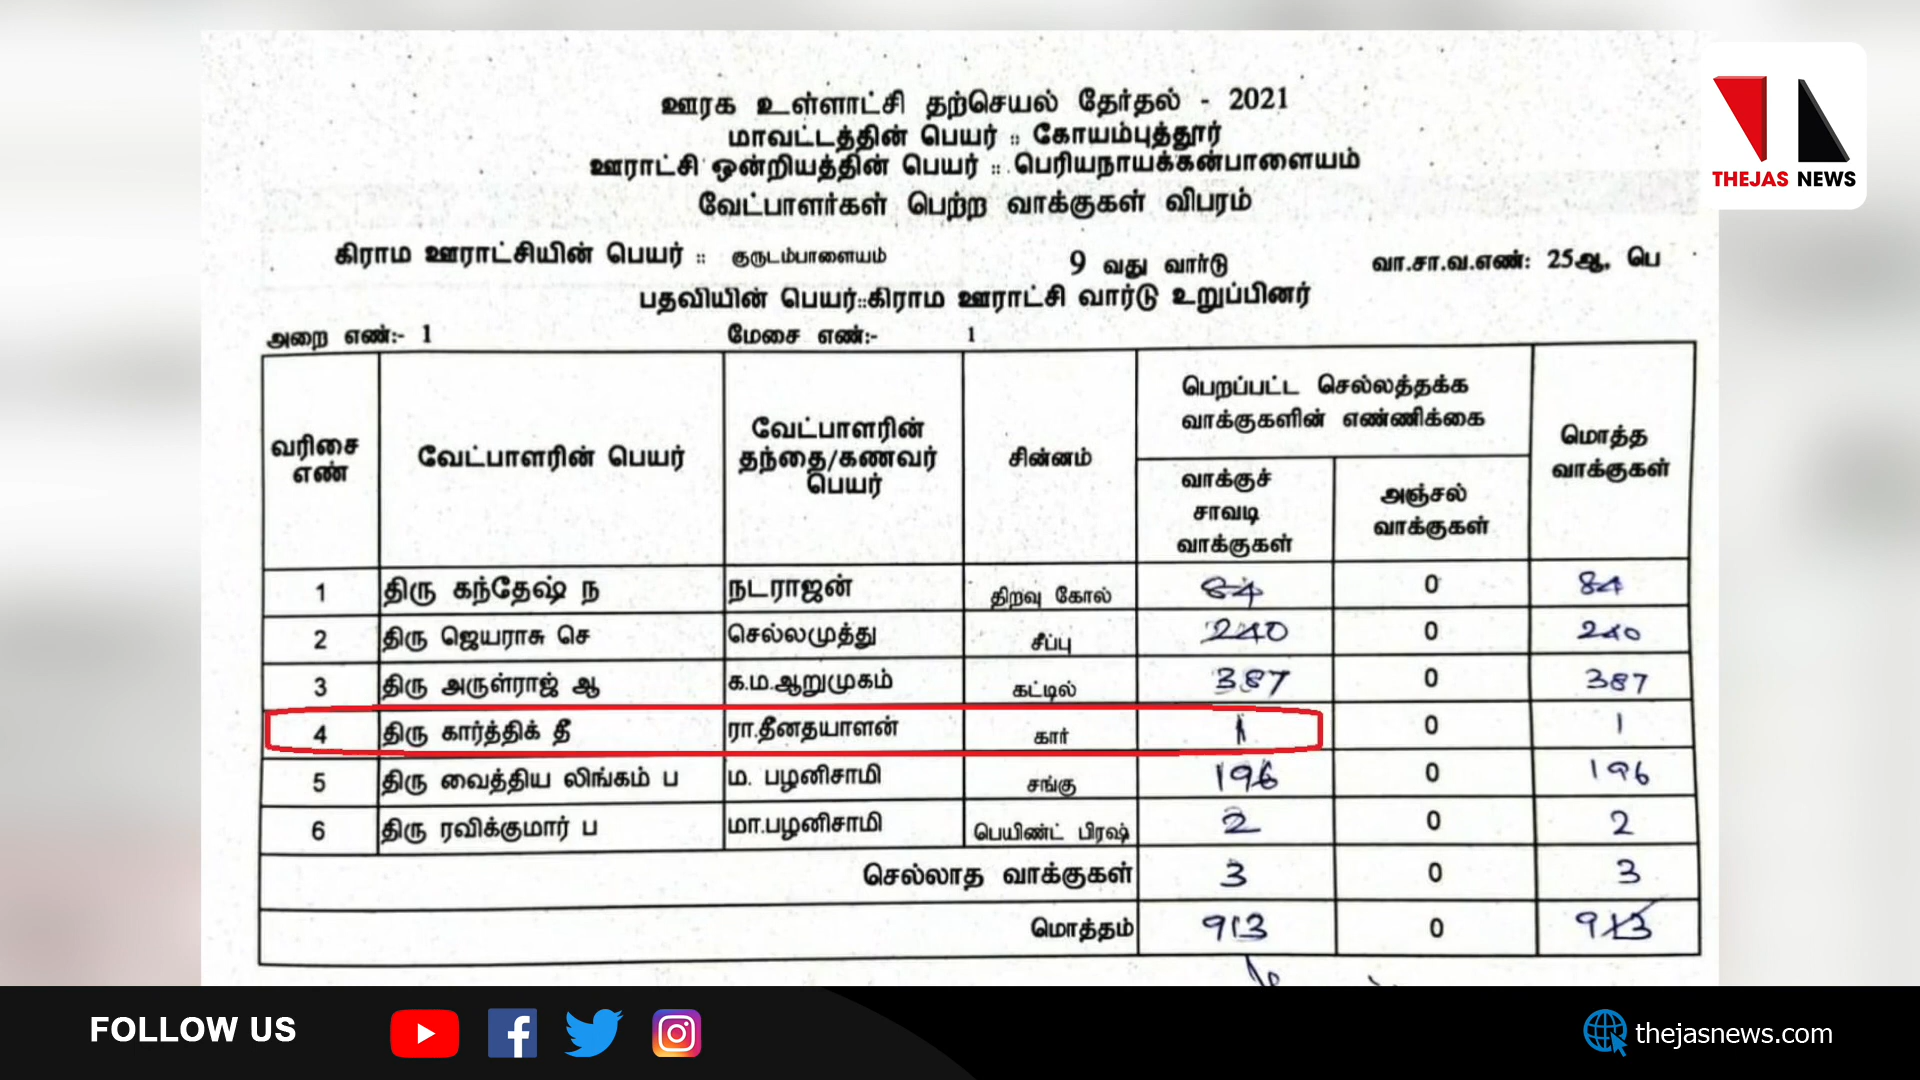 ஊரக உள்ளாட்சி தற்செயல் தேர்தல் - 2021
மாவட்டத்தின் பெயர் :: கோயம்புத்தூர்
ஊராட்சி ஒன்றியத்தின் பெயர் :: பெரியநாயக்கன்பாளையம்
வேட்பாளர்கள் பெற்ற வாக்குகள் விபரம்
THEJAS NEWS
கிராம ஊராட்சியின் பெயர் :: குருடம்பாளையம் 9 வது வார்டு வா.சா.வ.எண்: 25ஆ, பெ
பதவியின் பெயர்::கிராம ஊராட்சி வார்டு உறுப்பினர்
அறை எண்:- 1 மேசை எண்:- 1
வரிசை எண் வேட்பாளரின் பெயர் வேட்பாளரின் தந்தை/கணவர் பெயர் சின்னம் பெறப்பட்ட செல்லத்தக்க வாக்குகளின் எண்ணிக்கை மொத்த வாக்குகள்
வாக்குச் சாவடி வாக்குகள் அஞ்சல் வாக்குகள்
1 திரு கந்தேஷ் ந நடராஜன் திறவு கோல் 84 0 84
2 திரு ஜெயராசு செ செல்லமுத்து சீப்பு 240 0 240
3 திரு அருள்ராஜ் ஆ க.ம.ஆறுமுகம் கட்டில் 387 0 387
4 திரு கார்த்திக் தீ ரா.தீனதயாளன் கார் 1 0 1
5 திரு வைத்திய லிங்கம் ப ம. பழனிசாமி சங்கு 196 0 196
6 திரு ரவிக்குமார் ப மா.பழனிசாமி பெயிண்ட் பிரஷ் 2 0 2
செல்லாத வாக்குகள் 3 0 3
மொத்தம் 913 0 913
FOLLOW US
thejasnews.com